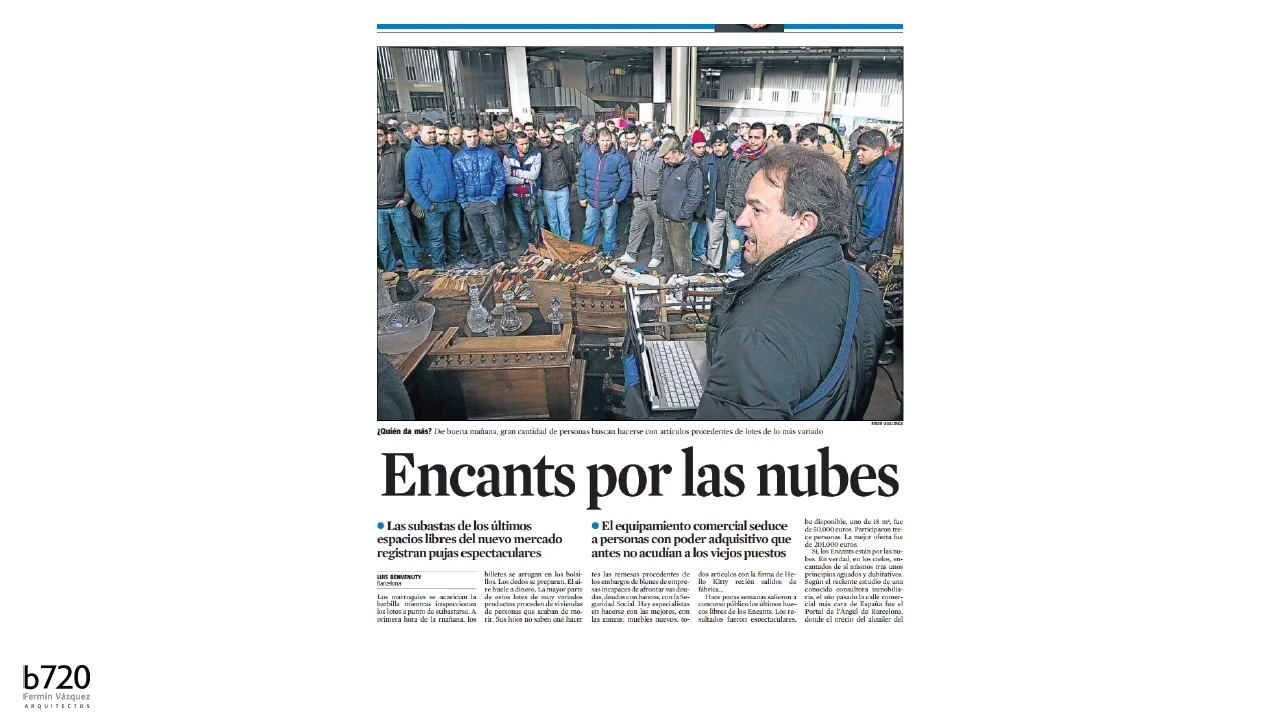 ¿Quién da más? De buena mañana, gran cantidad de personas buscan hacerse con artículos procedentes de lotes de lo más variado
Encants por las nubes
Las subastas de los últimos
espacios libres del nuevo mercado
registran pujas espectaculares
El equipamiento comercial seduce
a personas con poder adquisitivo que
antes no acudían a los viejos puestos
LUIS BENVENUTY
Barcelona
Los marroquíes se acarician la
barbilla mientras inspeccionan
los lotes a punto de subastarse. A
primera hora de la mañana, los
billetes se arrugan en los bolsi-
llos. Los dedos se preparan. El ai-
re huele a dinero. La mayor parte
de estos lotes de muy variados
productos proceden de viviendas
de personas que acaban de mo-
rir. Sus hijos no saben qué hacer
tes las remesas procedentes de
los embargos de bienes de empre-
sas incapaces de afrontar sus deu-
das, deudas con bancos, con la Se-
guridad Social. Hay especialistas
en hacerse con las mejores, con
las gangas: muebles nuevos, to-
dos artículos con la firma de He-
llo Kitty recién salidos de
fábrica...
Hace pocas semanas salieron a
concurso público los últimos hue-
cos libres de los Encants. Los re-
sultados fueron espectaculares.
ba disponible, uno de 18 m², fue
de 50.000 euros. Participaron tre-
ce personas. La mejor oferta fue
de 201.000 euros.
Sí, los Encants están por las nu-
bes. En verdad, en los cielos, en-
cantados de sí mismos tras unos
principios aguados y dubitativos.
Según el reciente estudio de una
conocida consultora inmobilia-
ria, el año pasado la calle comer-
cial más cara de España fue el
Portal de l'Àngel de Barcelona,
donde el precio del alquiler del
b720
Fermín Vázquez
ARQUITECTOS